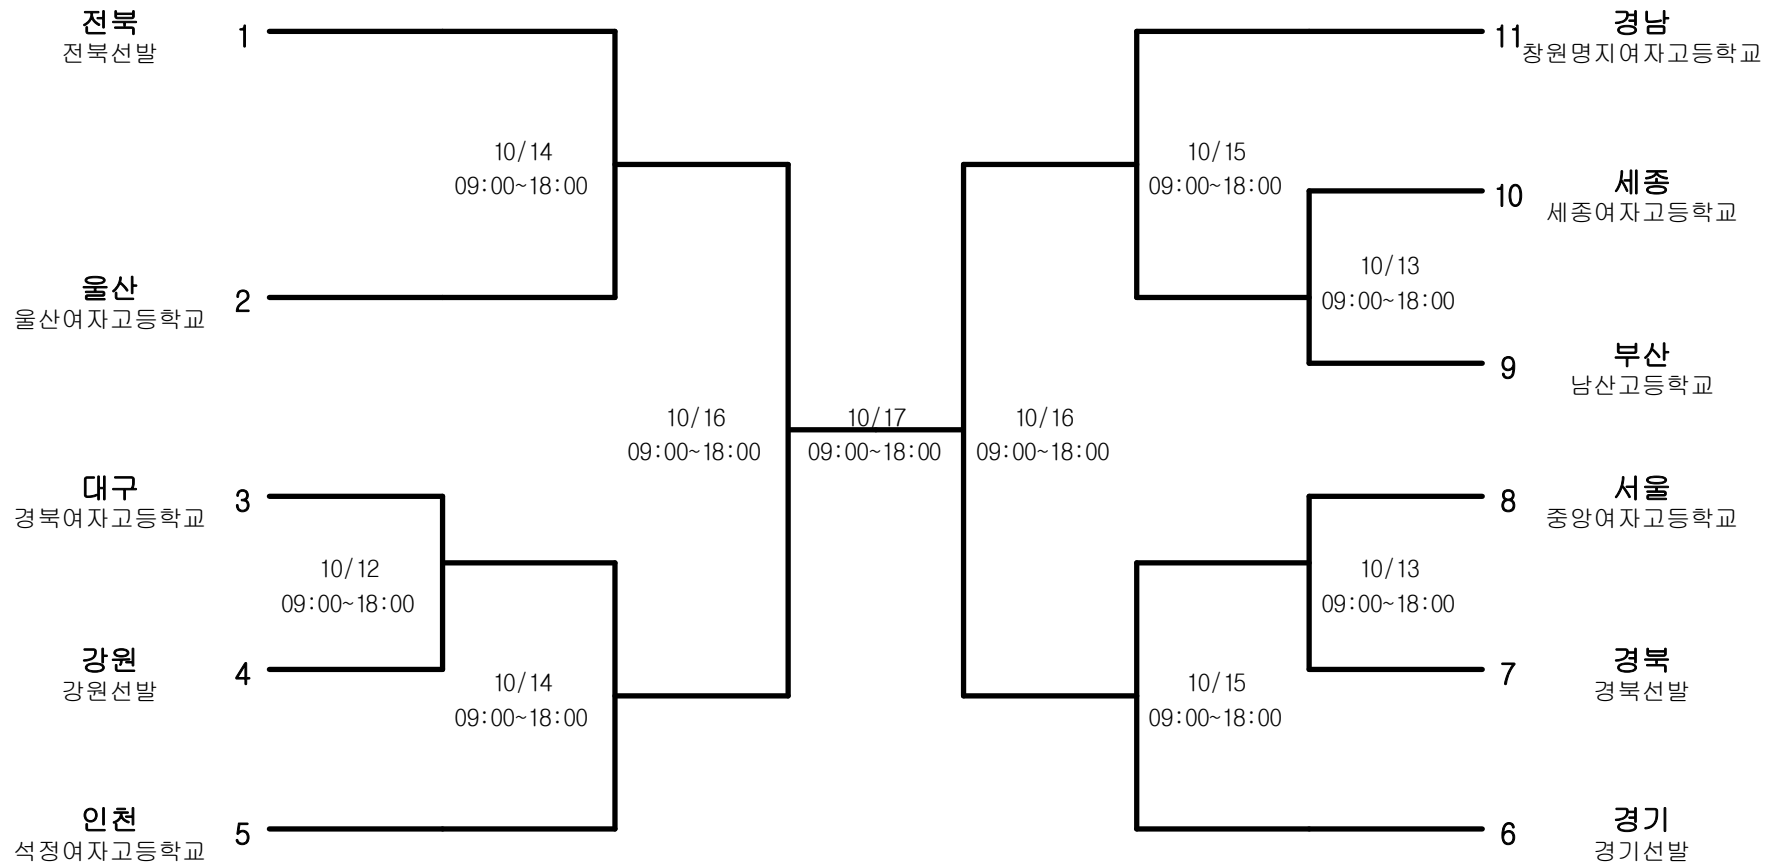 전북
전북선발
1
10/14
09:00~18:00
울산
울산여자고등학교
2
대구
경북여자고등학교
3
10/12
09:00~18:00
강원
강원선발
4
10/14
09:00~18:00
인천
석정여자고등학교
5
10/16
09:00~18:00
10/17
09:00~18:00
10/16
09:00~18:00
11
경남
창원명지여자고등학교
10/15
09:00~18:00
10
세종
세종여자고등학교
10/13
09:00~18:00
9
부산
남산고등학교
8
서울
중앙여자고등학교
10/13
09:00~18:00
7
경북
경북선발
10/15
09:00~18:00
6
경기
경기선발